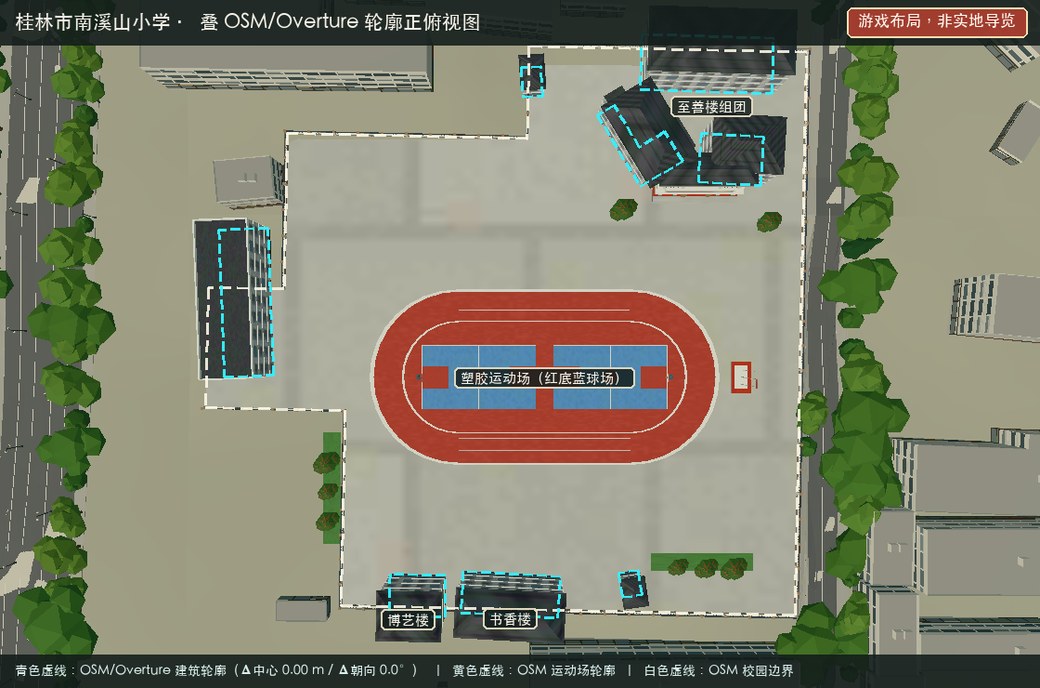 桂林市南溪山小学 · 叠 OSM/Overture 轮廓正俯视图
游戏布局，非实地导览
至善楼组团
塑胶运动场（红底蓝球场）
博艺楼
书香楼
青色虚线：OSM/Overture 建筑轮廓（Δ中心 0.00 m / Δ朝向 0.0°） | 黄色虚线：OSM 运动场轮廓 | 白色虚线：OSM 校园边界